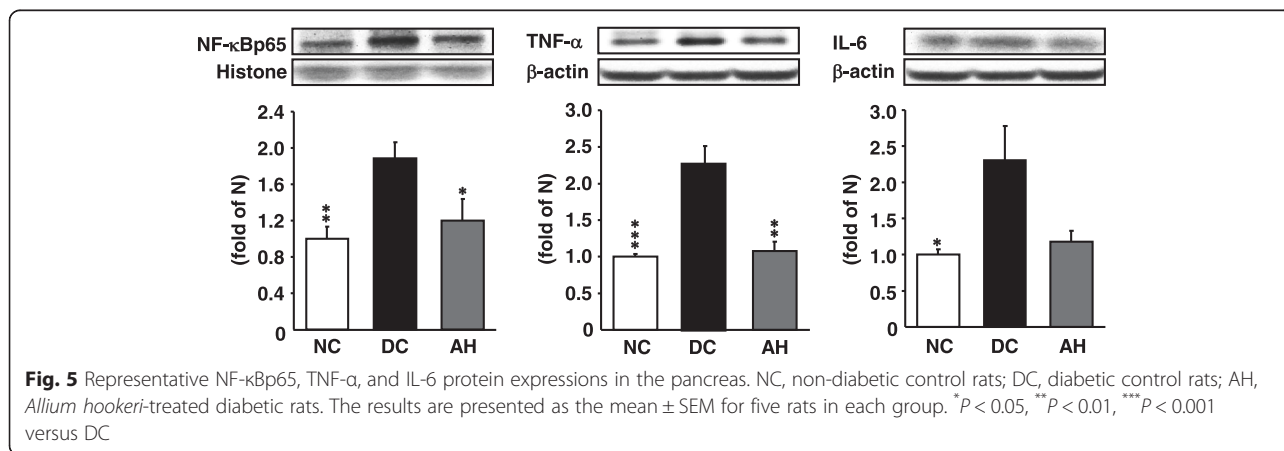 NF-κBp65
Histone
2.4
2.0
1.6
1.2
0.8
0.4
0
(fold of N)
**
*
NC DC AH
TNF-α
β-actin
3.0
2.5
2.0
1.5
1.0
0.5
0
(fold of N)
***
**
NC DC AH
IL-6
β-actin
3.0
2.5
2.0
1.5
1.0
0.5
0
(fold of N)
*
NC DC AH
Fig. 5 Representative NF-κBp65, TNF-α, and IL-6 protein expressions in the pancreas. NC, non-diabetic control rats; DC, diabetic control rats; AH,
Allium hookeri-treated diabetic rats. The results are presented as the mean ± SEM for five rats in each group. *P < 0.05, **P < 0.01, ***P < 0.001
versus DC